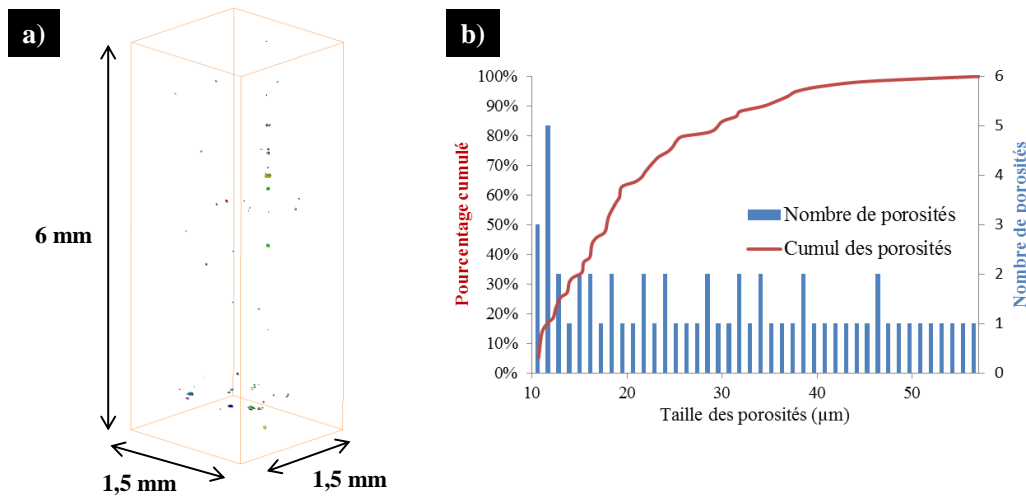 a)
6 mm
1,5 mm
1,5 mm
b)
Pourcentage cumulé
100%
90%
80%
70%
60%
50%
40%
30%
20%
10%
0%
10
20
30
40
50
Taille des porosités (µm)
Nombre de porosités
Cumul des porosités
6
5
4
3
2
1
0
Nombre de porosités